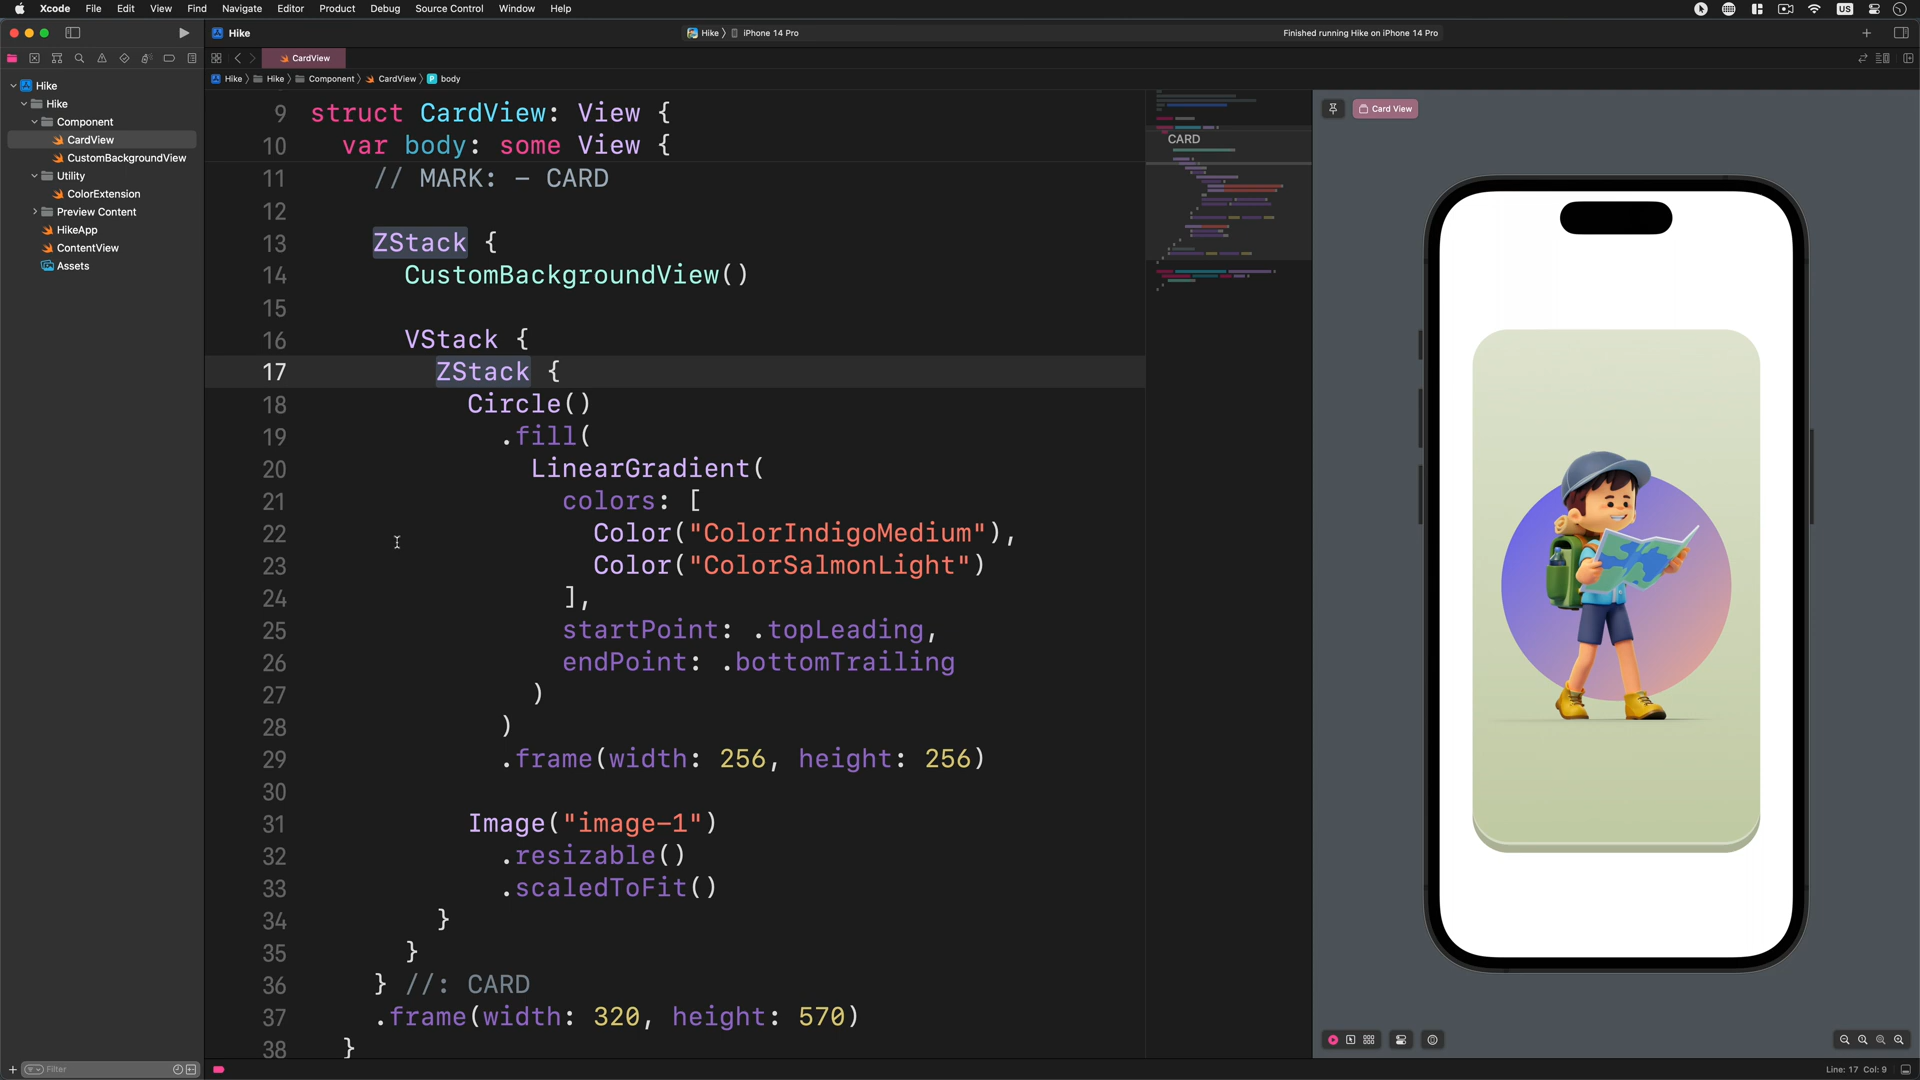 Xcode File Edit View Find Navigate Editor Product Debug Source Control Window Help
US
Hike
Hike 〉 iPhone 14 Pro
Finished running Hike on iPhone 14 Pro
CardView
Hike 〉 Hike 〉 Component 〉 CardView 〉 P body
Hike
Hike
Component
CardView
CustomBackgroundView
Utility
ColorExtension
Preview Content
HikeApp
ContentView
Assets
9 struct CardView: View {
10 var body: some View {
11 // MARK: - CARD
12
13 ZStack {
14 CustomBackgroundView()
15
16 VStack {
17 ZStack {
18 Circle()
19 .fill(
20 LinearGradient(
21 colors: [
22 Color("ColorIndigoMedium"),
23 Color("ColorSalmonLight")
24 ],
25 startPoint: .topLeading,
26 endPoint: .bottomTrailing
27 )
28 )
29 .frame(width: 256, height: 256)
30
31 Image("image-1")
32 .resizable()
33 .scaledToFit()
34 }
35 }
36 } //: CARD
37 .frame(width: 320, height: 570)
38 }
CARD
Card View
Filter
Line: 17 Col: 9